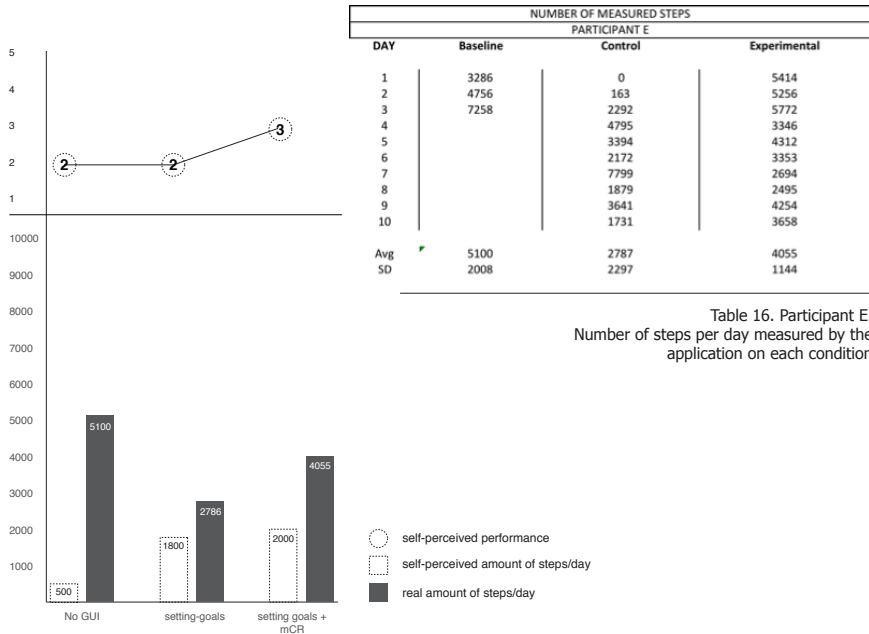 NUMBER OF MEASURED STEPS
PARTICIPANT E
DAY Baseline Control Experimental
1 3286 0 5414
2 4756 163 5256
3 7258 2292 5772
4 4795 3346
5 3394 4312
6 2172 3353
7 7799 2694
8 1879 2495
9 3641 4254
10 1731 3658
Avg 5100 2787 4055
SD 2008 2297 1144
Table 16. Participant E
Number of steps per day measured by the
application on each condition
5
4
3
3
2 2 2
1
10000
9000
8000
7000
6000
5000
4000
3000
2000
1000
5100
2786
4055
500
1800
2000
No GUI setting-goals setting goals +
mCR
self-perceived performance
self-perceived amount of steps/day
real amount of steps/day